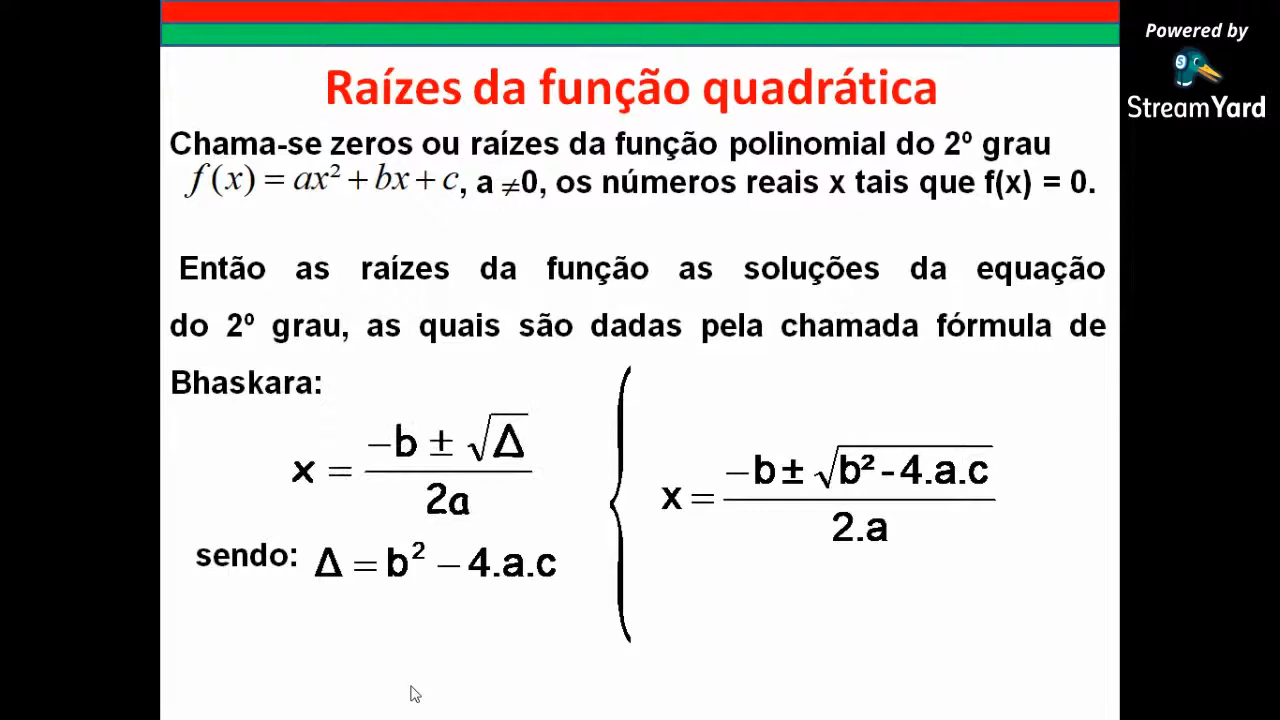 Raízes da função quadrática
Chama-se zeros ou raízes da função polinomial do 2º grau
f(x) = ax² + bx + c, a ≠0, os números reais x tais que f(x) = 0.
Então as raízes da função as soluções da equação
do 2º grau, as quais são dadas pela chamada fórmula de
Bhaskara:
x = (−b ± √Δ) / 2a
sendo: Δ = b² − 4.a.c
x = (−b ± √(b² - 4.a.c)) / 2.a
Powered by
S
StreamYard